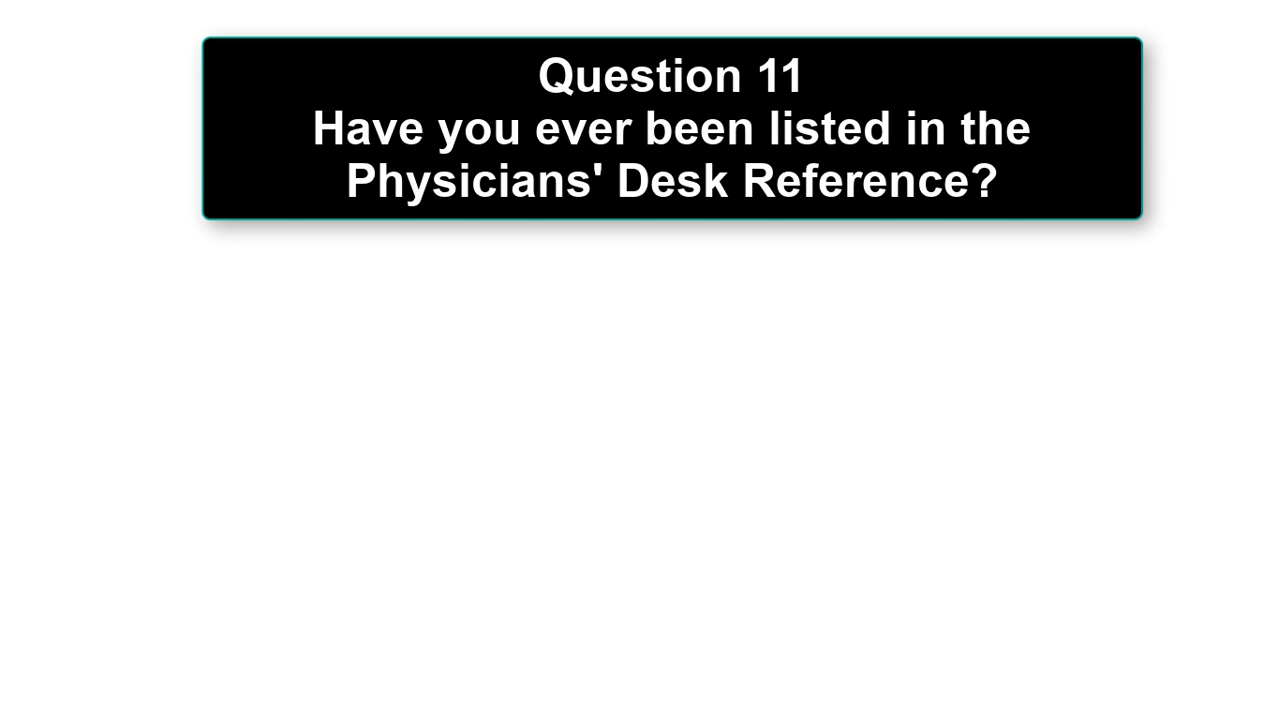 Question 11
Have you ever been listed in the
Physicians' Desk Reference?